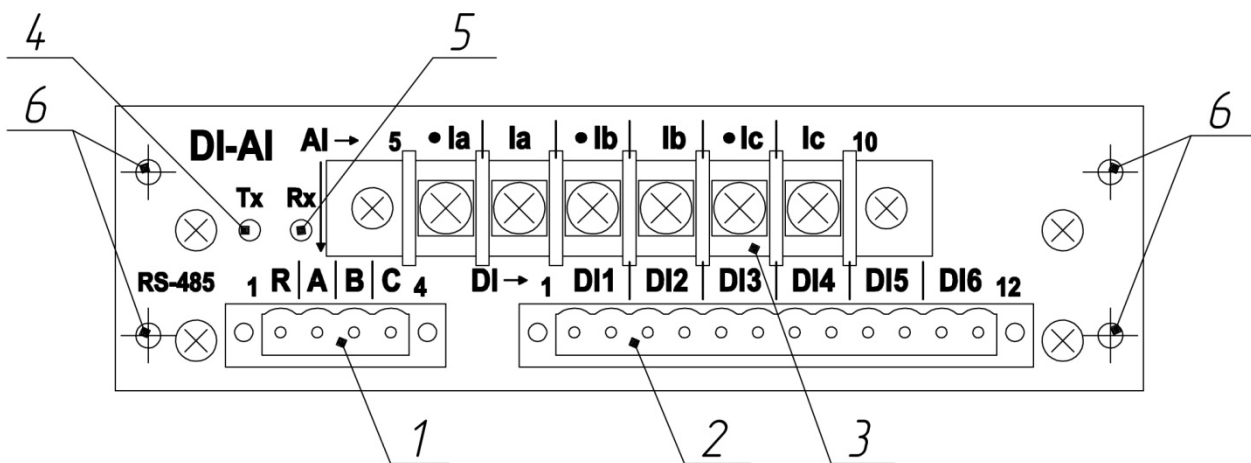 4 5
6 6
DI-AI AI → 5 • Ia | Ia | • Ib | Ib | • Ic | Ic 10
Tx Rx
RS-485 1 R | A | B | C 4 DI → 1 DI1 | DI2 | DI3 | DI4 | DI5 | DI6 12
1 2 3